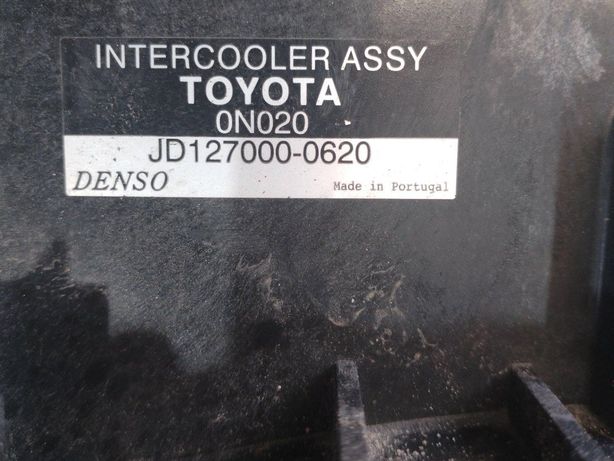 INTERCOOLER ASSY
TOYOTA
0N020
JD127000-0620
DENSO Made in Portugal